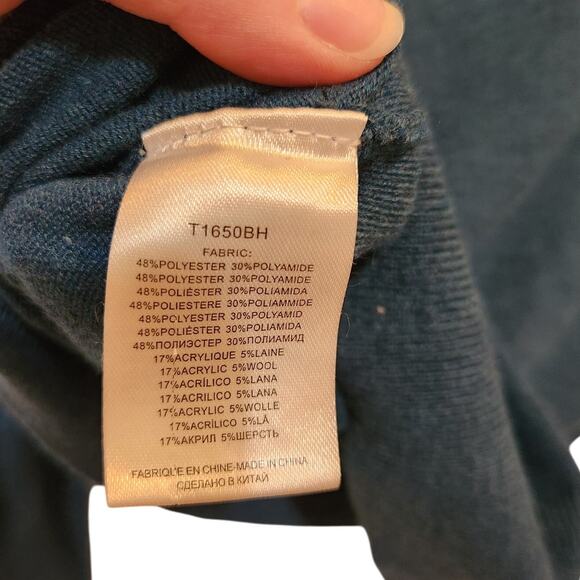 T1650BH
FABRIC:
48%POLYESTER 30%POLYAMIDE
48%POLYESTER 30%POLYAMIDE
48%POLIÉSTER 30%POLIAMIDA
48%POLIESTERE 30%POLIAMMIDE
48%POLYESTER 30%POLYAMID
48%POLIÉSTER 30%POLIAMIDA
48%ПОЛИЭСТЕР 30%ПОЛИАМИД
17%ACRYLIQUE 5%LAINE
17%ACRYLIC 5%WOOL
17%ACRÍLICO 5%LANA
17%ACRILICO 5%LANA
17%ACRYLIC 5%WOLLE
17%ACRÍLICO 5%LÃ
17%АКРИЛ 5%ШЕРСТЬ
FABRIQUE EN CHINE-MADE IN CHINA
СДЕЛАНО В КИТАЙ